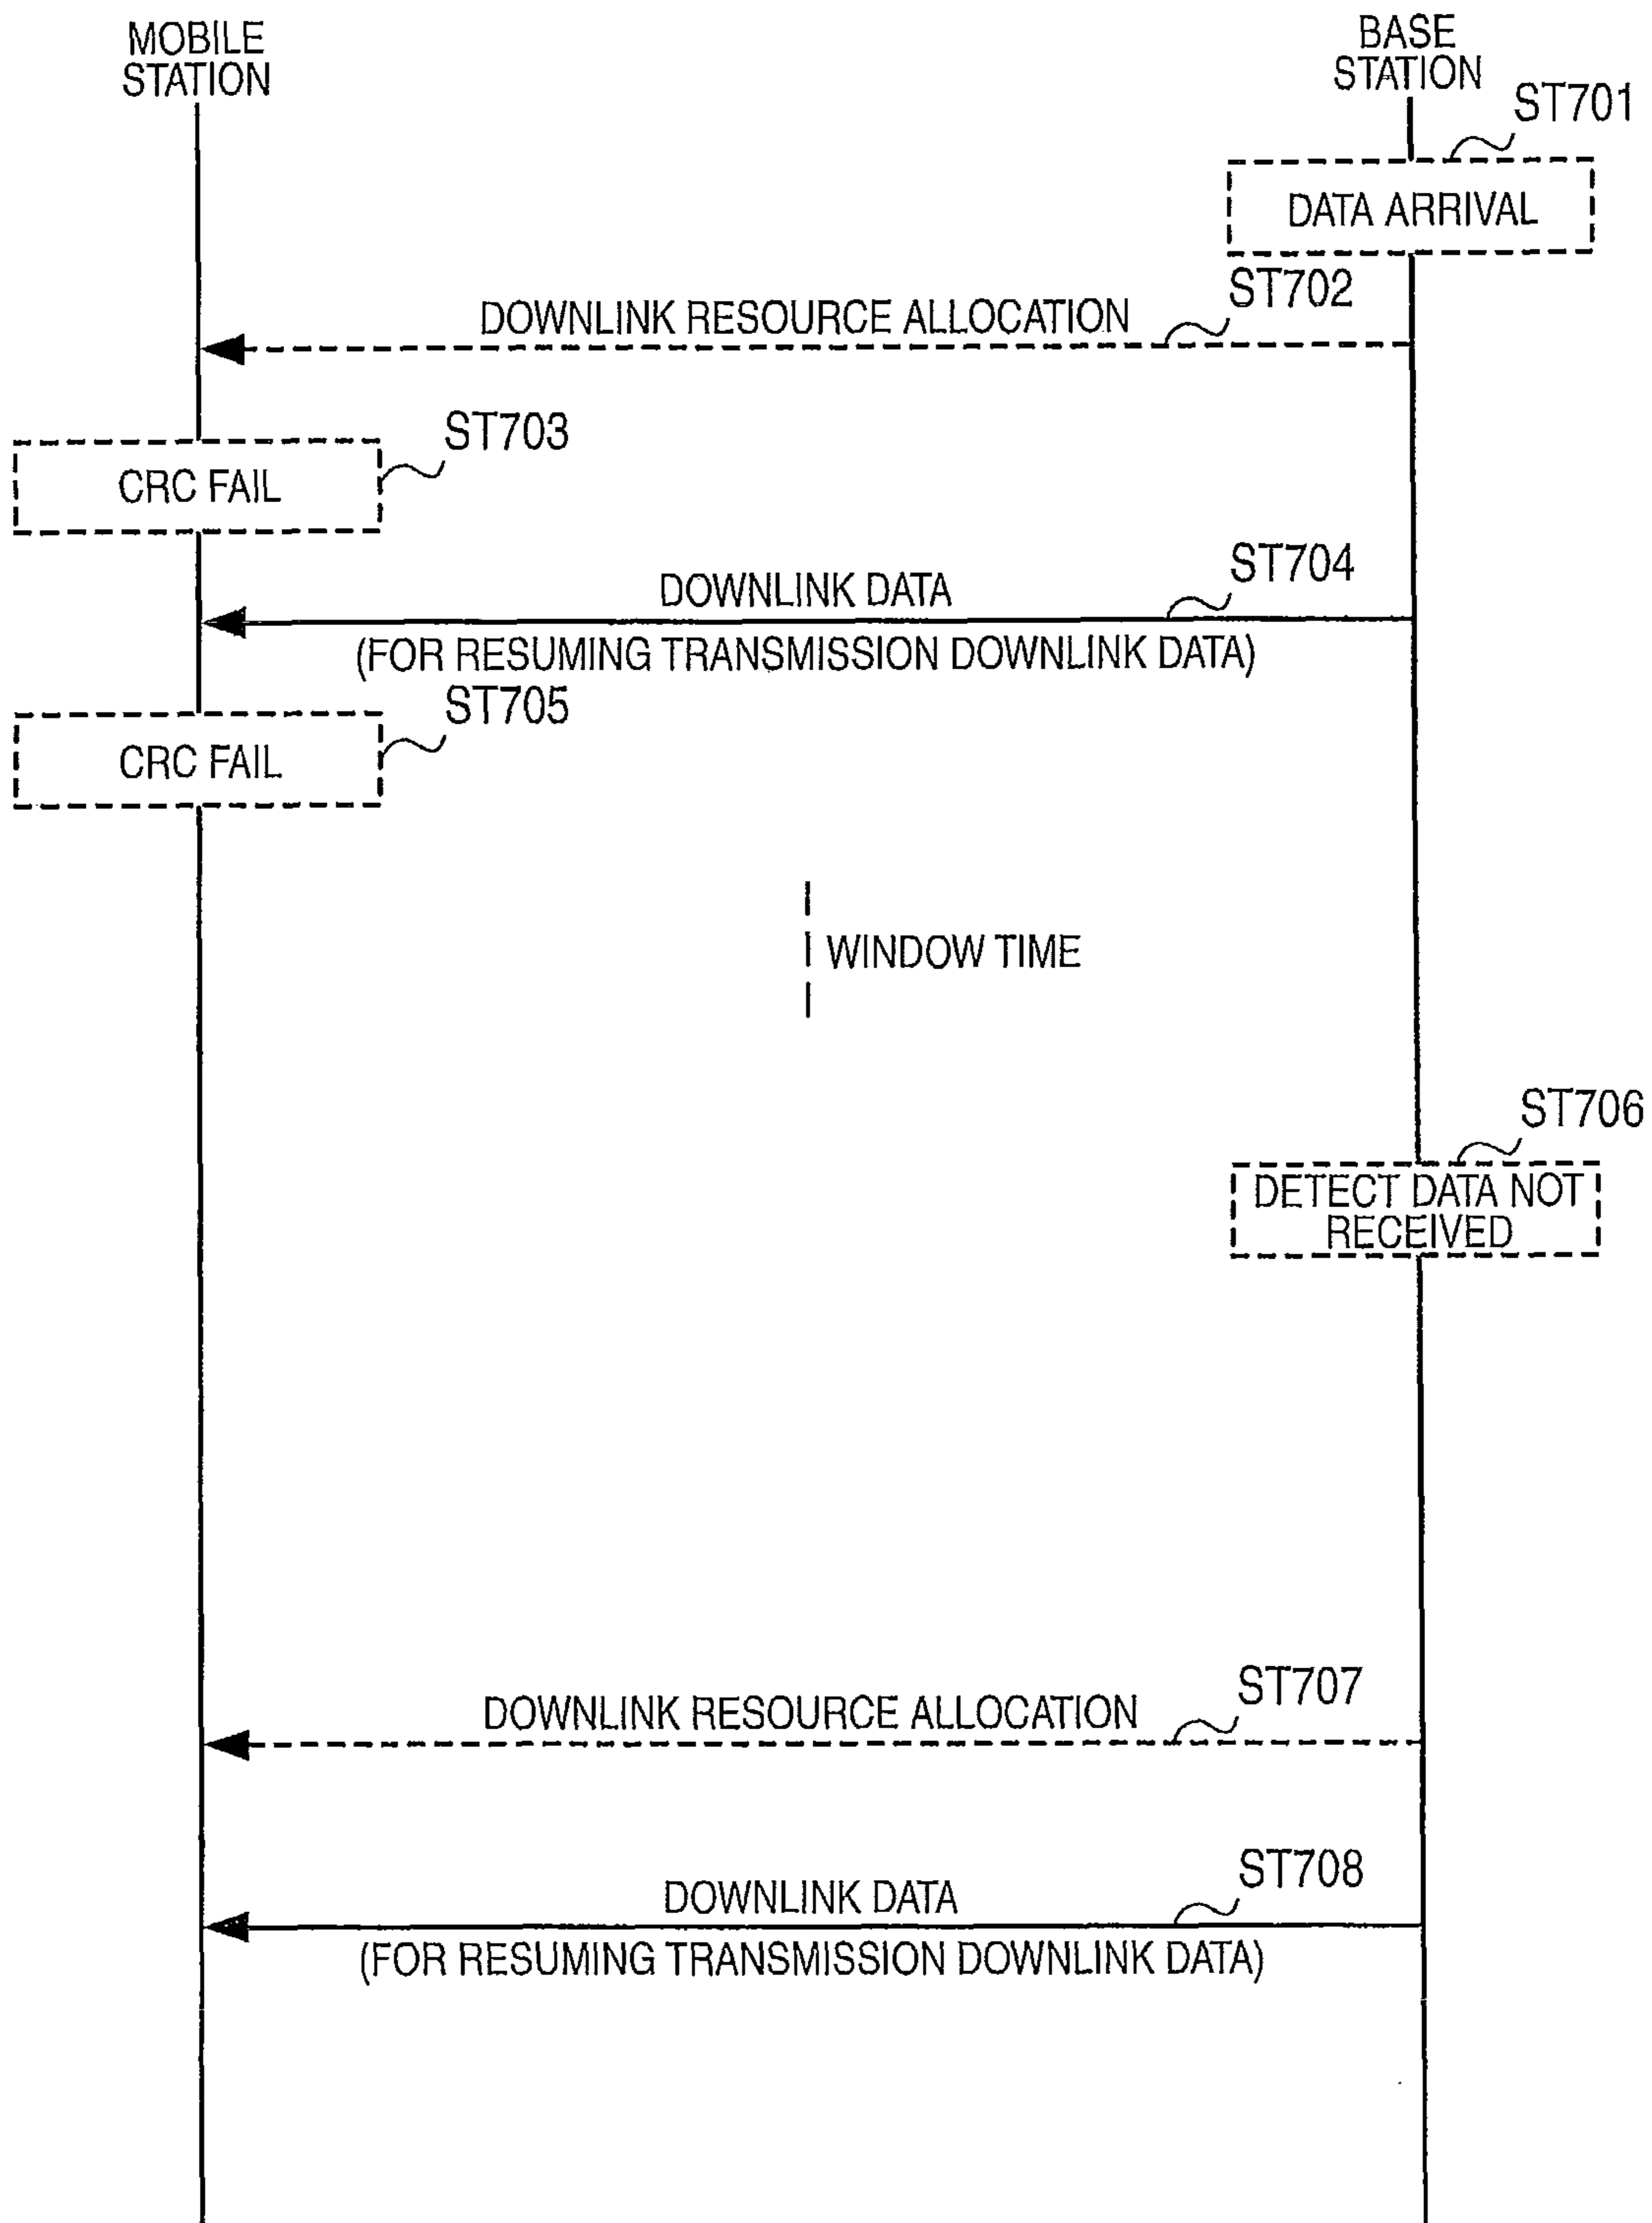 MOBILE
STATION
BASE
STATION
ST701
DATA ARRIVAL
ST702
DOWNLINK RESOURCE ALLOCATION
ST703
CRC FAIL
ST704
DOWNLINK DATA
(FOR RESUMING TRANSMISSION DOWNLINK DATA)
ST705
CRC FAIL
WINDOW TIME
ST706
DETECT DATA NOT
RECEIVED
ST707
DOWNLINK RESOURCE ALLOCATION
ST708
DOWNLINK DATA
(FOR RESUMING TRANSMISSION DOWNLINK DATA)